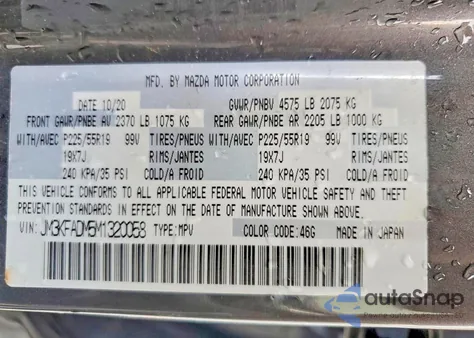 MFD. BY MAZDA MOTOR CORPORATION
DATE 10/20 GVWR/PNBV 4575 LB 2075 KG
FRONT GAWR/PNBE AV 2370 LB 1075 KG REAR GAWR/PNBE AR 2205 LB 1000 KG
WITH/AVEC P225/55R19 99V TIRES/PNEUS WITH/AVEC P225/55R19 99V TIRES/PNEUS
19X7J RIMS/JANTES 19X7J RIMS/JANTES
240 KPA/35 PSI COLD/A FROID 240 KPA/35 PSI COLD/A FROID
THIS VEHICLE CONFORMS TO ALL APPLICABLE FEDERAL MOTOR VEHICLE SAFETY AND THEFT
PREVENTION STANDARDS IN EFFECT ON THE DATE OF MANUFACTURE SHOWN ABOVE.
VIN: JM3KFADM5M1320058 TYPE: MPV COLOR CODE: 46G MADE IN JAPAN
autoSnap